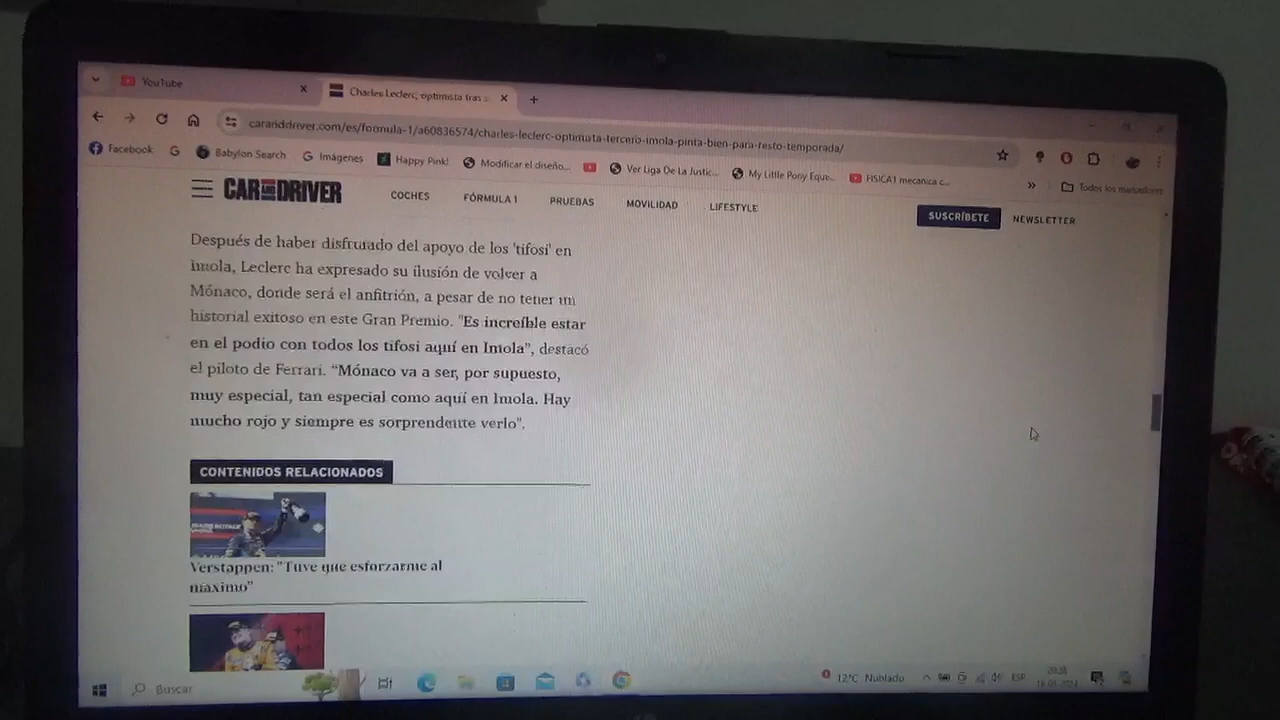 YouTube
Charles Leclerc, optimista tras
caranddriver.com/es/formula-1/a60836574/charles-leclerc-optimista-tercero-imola-pinta-bien-para-resto-temporada/
Facebook
Babylon Search
Imágenes
Happy Pink!
Modificar el diseño...
Ver Liga De La Justic...
My Little Pony Eque...
FISICA1 mecanica c...
»
Todos los marcadores
CAR AND DRIVER
COCHES
FÓRMULA 1
PRUEBAS
MOVILIDAD
LIFESTYLE
SUSCRÍBETE
NEWSLETTER
Después de haber disfrutado del apoyo de los 'tifosi' en
Imola, Leclerc ha expresado su ilusión de volver a
Mónaco, donde será el anfitrión, a pesar de no tener un
historial exitoso en este Gran Premio. "Es increíble estar
en el podio con todos los tifosi aquí en Imola", destacó
el piloto de Ferrari. "Mónaco va a ser, por supuesto,
muy especial, tan especial como aquí en Imola. Hay
mucho rojo y siempre es sorprendente verlo".
CONTENIDOS RELACIONADOS
Verstappen: "Tuve que esforzarme al
máximo"
Buscar
12°C Nublado
ESP